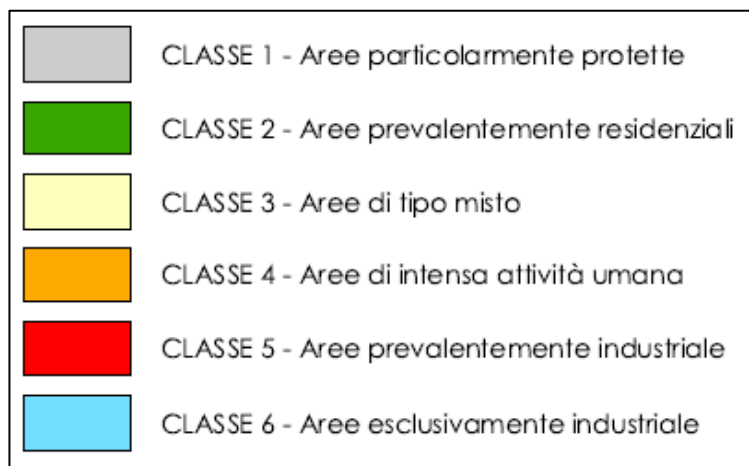 CLASSE 1 - Aree particolarmente protette
CLASSE 2 - Aree prevalentemente residenziali
CLASSE 3 - Aree di tipo misto
CLASSE 4 - Aree di intensa attività umana
CLASSE 5 - Aree prevalentemente industriale
CLASSE 6 - Aree esclusivamente industriale